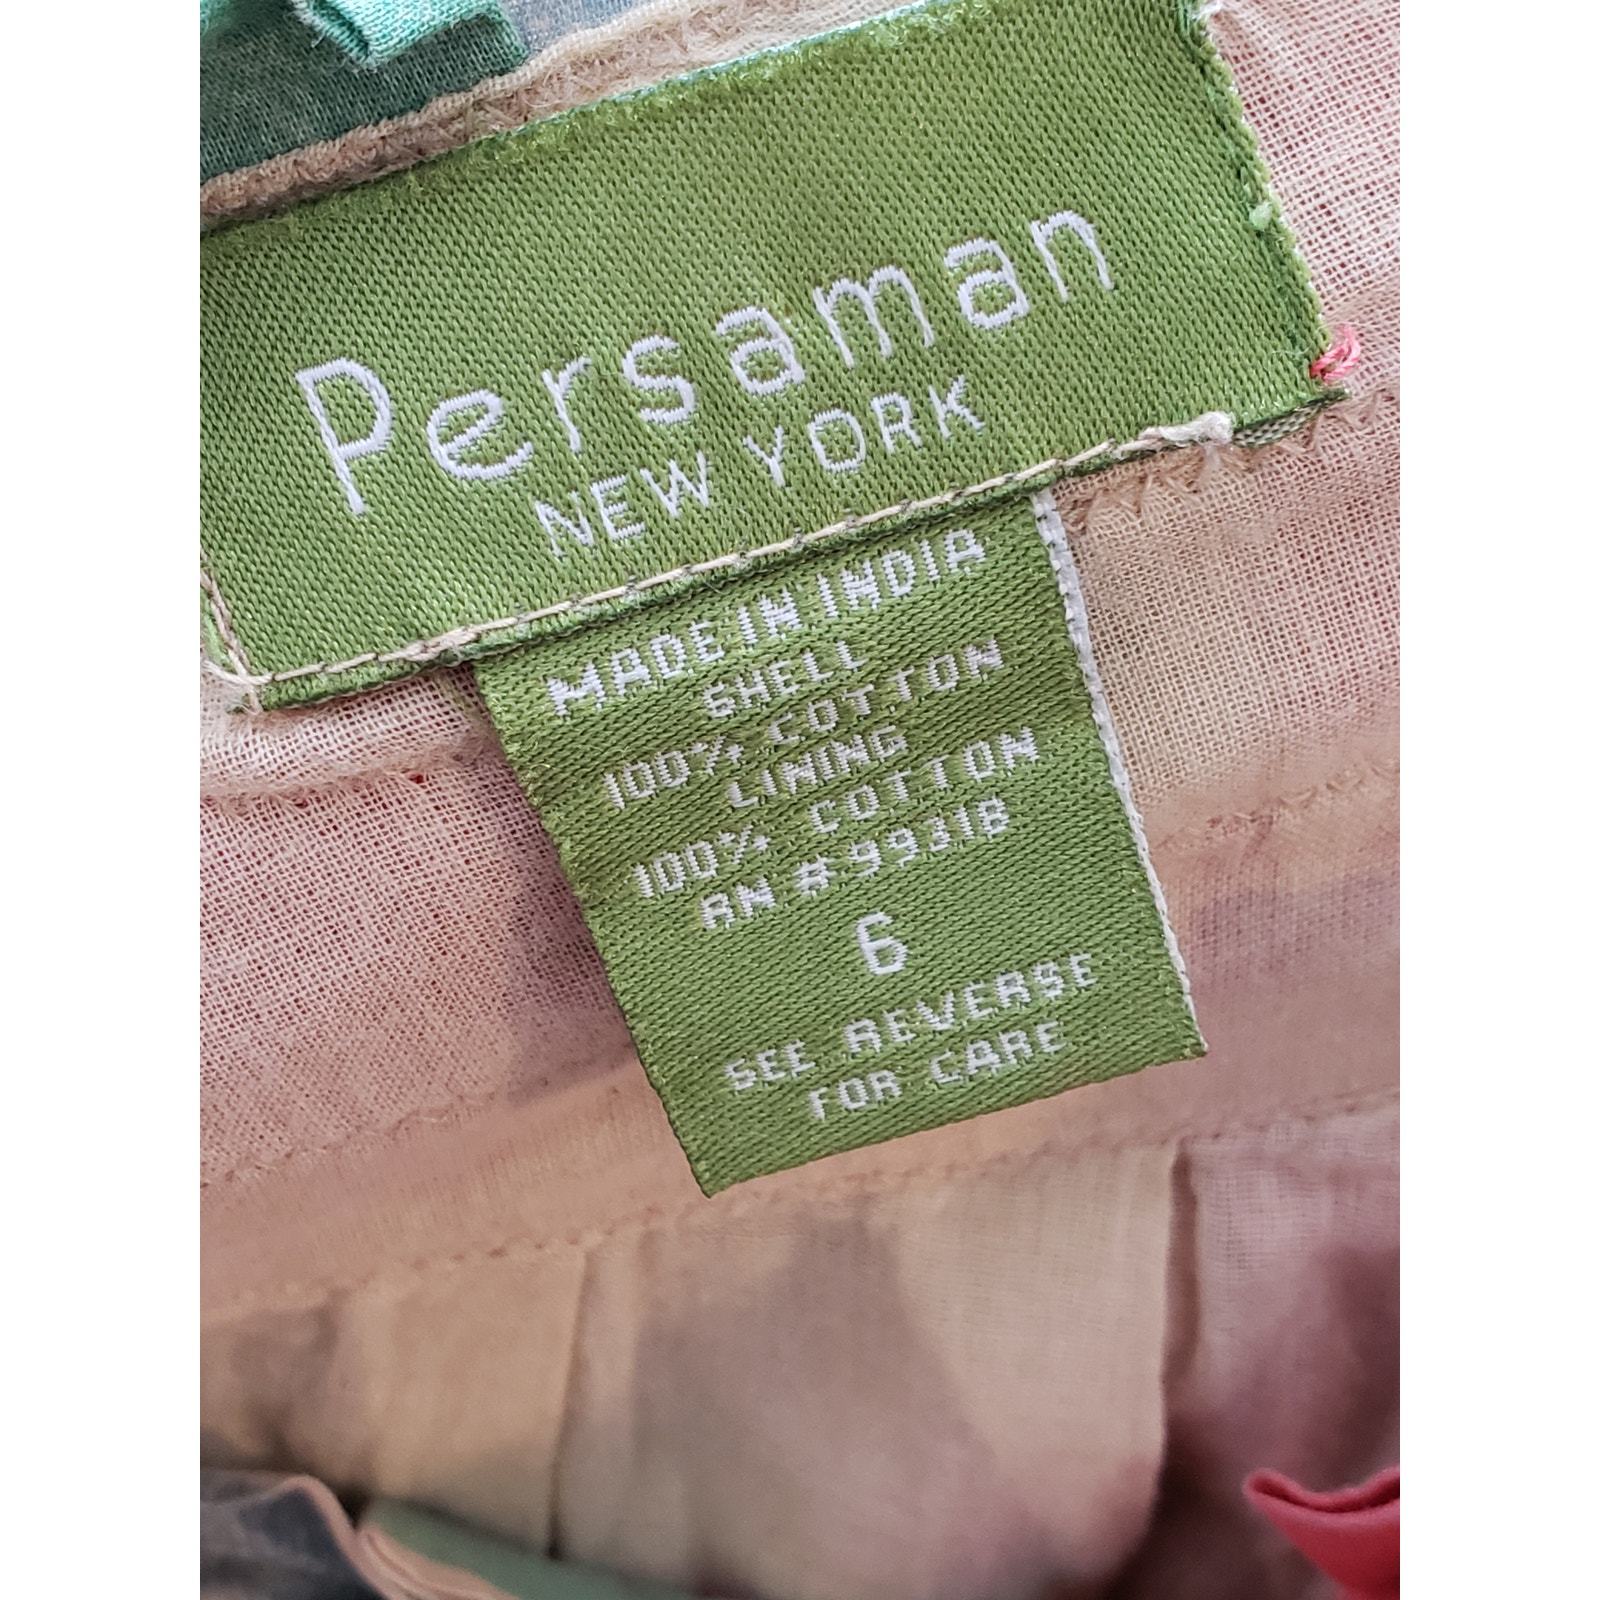 Persaman
NEW YORK
MADE IN INDIA
SHELL
100% COTTON
LINING
100% COTTON
RN # 99318
6
SEE REVERSE
FOR CARE